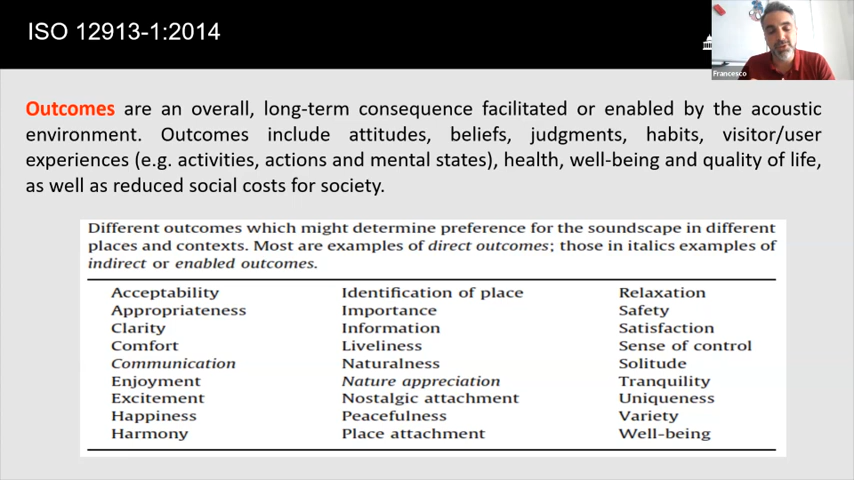 ISO 12913-1:2014
Francesco
Outcomes are an overall, long-term consequence facilitated or enabled by the acoustic
environment. Outcomes include attitudes, beliefs, judgments, habits, visitor/user
experiences (e.g. activities, actions and mental states), health, well-being and quality of life,
as well as reduced social costs for society.
Different outcomes which might determine preference for the soundscape in different
places and contexts. Most are examples of direct outcomes; those in italics examples of
indirect or enabled outcomes.
Acceptability Identification of place Relaxation
Appropriateness Importance Safety
Clarity Information Satisfaction
Comfort Liveliness Sense of control
Communication Naturalness Solitude
Enjoyment Nature appreciation Tranquility
Excitement Nostalgic attachment Uniqueness
Happiness Peacefulness Variety
Harmony Place attachment Well-being